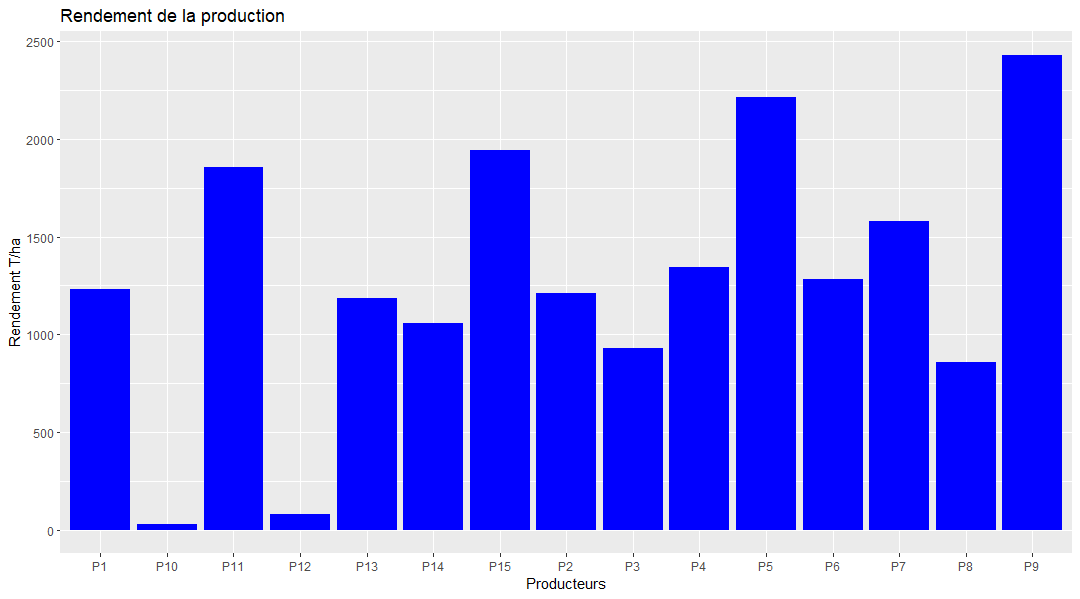 Rendement de la production
Rendement T/ha
2500
2000
1500
1000
500
0
P1 P10 P11 P12 P13 P14 P15 P2 P3 P4 P5 P6 P7 P8 P9
Producteurs